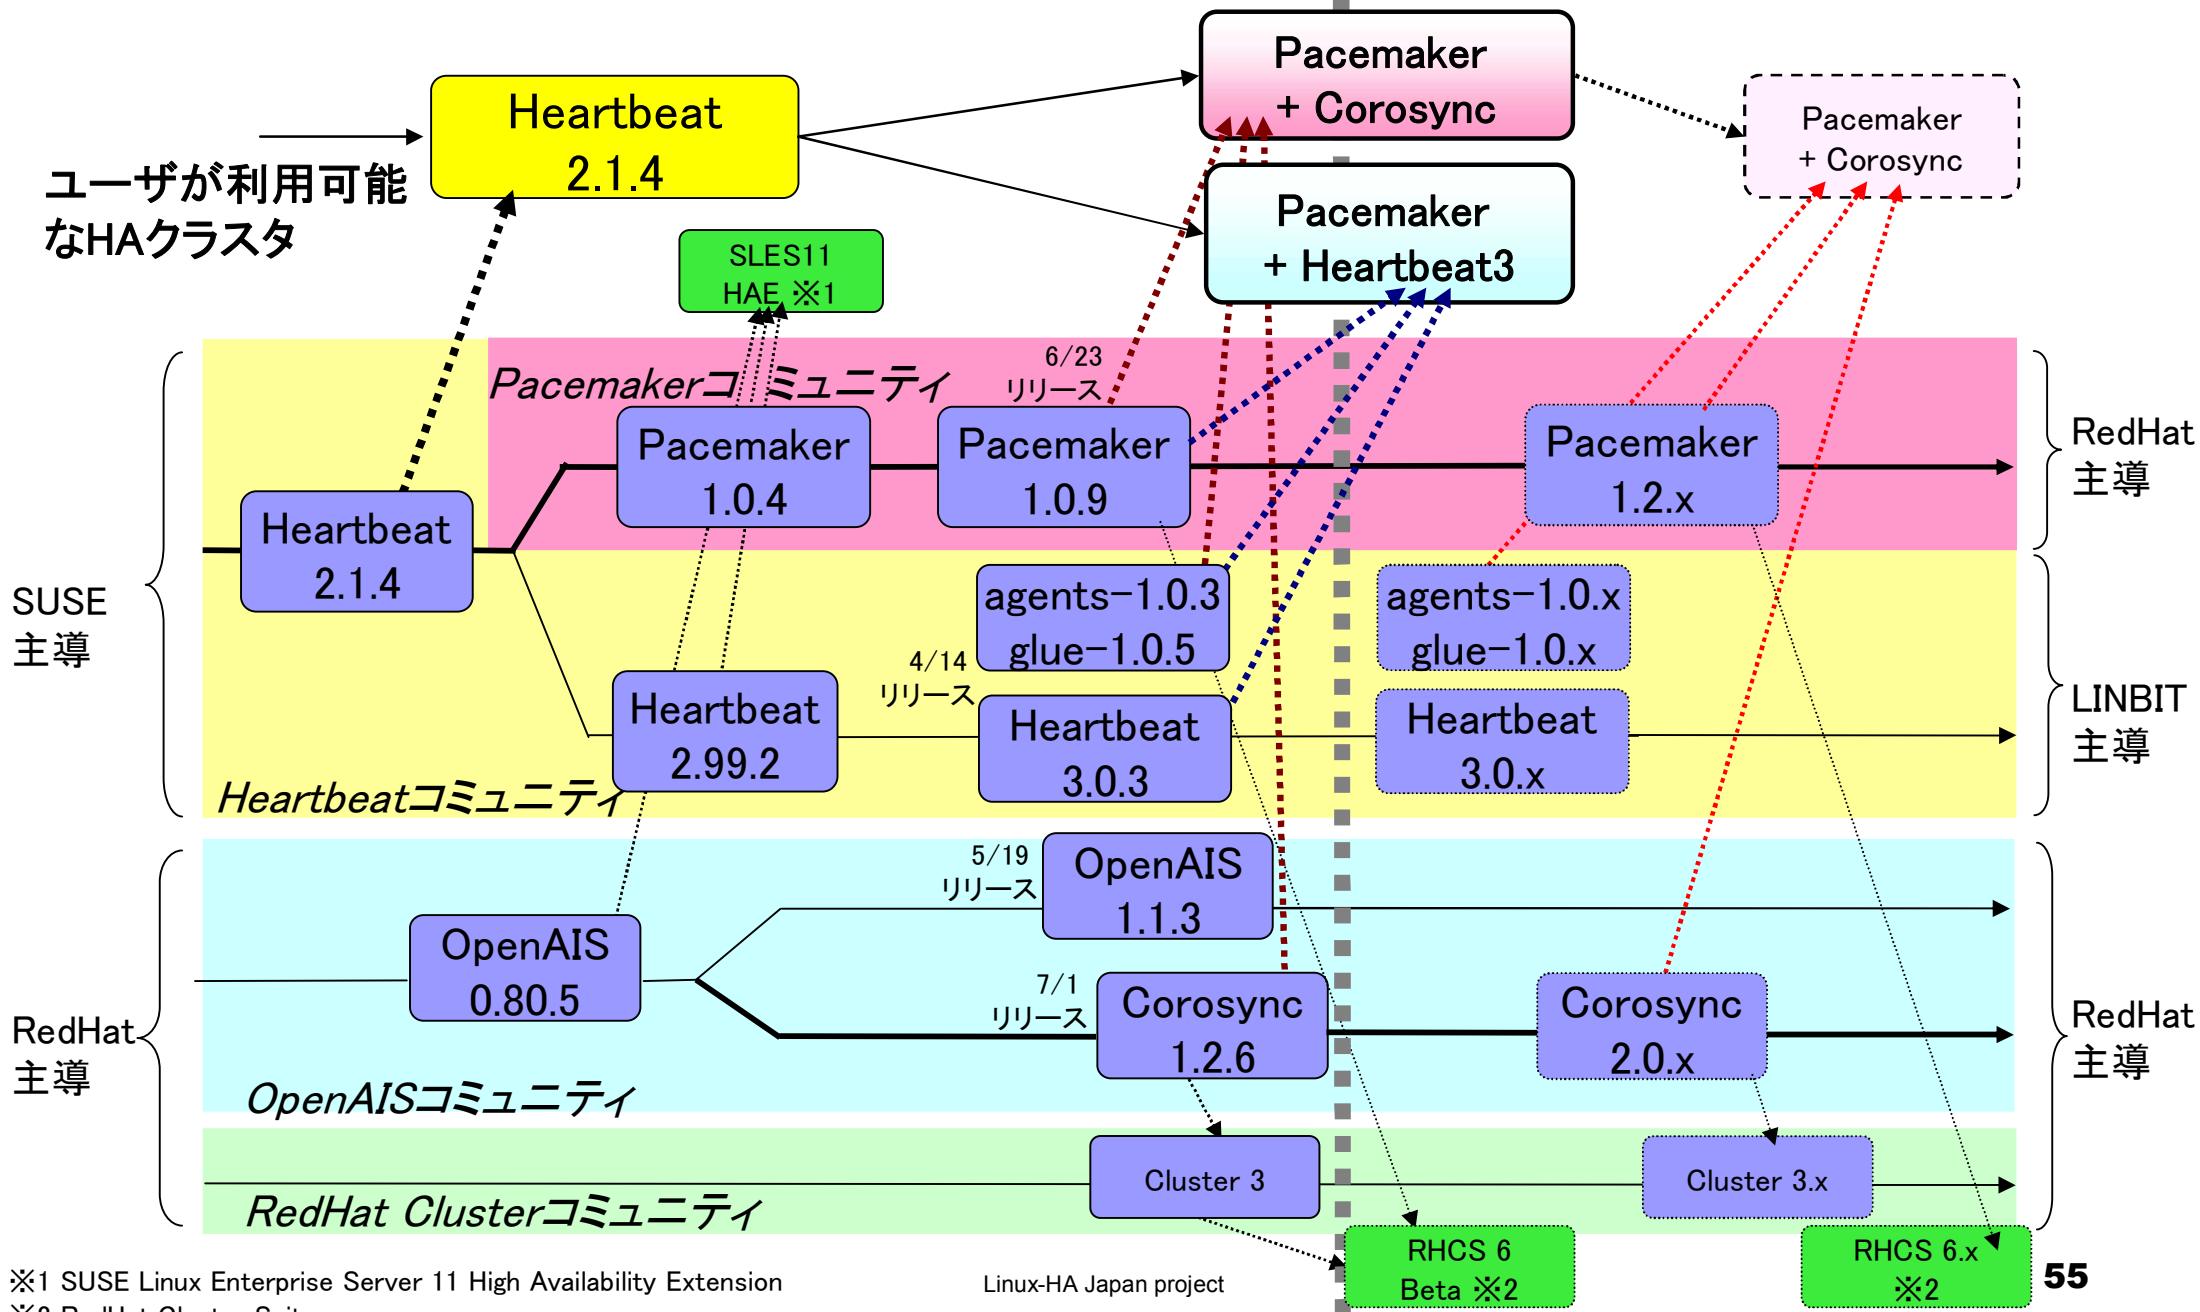 Pacemaker
+ Corosync
Heartbeat
2.1.4
Pacemaker
+ Corosync
ユーザが利用可能
なHAクラスタ
Pacemaker
+ Heartbeat3
SLES11
HAE ※1
6/23
リリース
Pacemakerコミュニティ
Pacemaker
1.0.4
Pacemaker
1.0.9
Pacemaker
1.2.x
RedHat
主導
Heartbeat
2.1.4
SUSE
主導
agents-1.0.3
glue-1.0.5
agents-1.0.x
glue-1.0.x
4/14
リリース
Heartbeat
2.99.2
Heartbeat
3.0.3
Heartbeat
3.0.x
LINBIT
主導
Heartbeatコミュニティ
5/19
リリース
OpenAIS
1.1.3
OpenAIS
0.80.5
7/1
リリース
Corosync
1.2.6
Corosync
2.0.x
RedHat
主導
RedHat
主導
OpenAISコミュニティ
Cluster 3
Cluster 3.x
RedHat Clusterコミュニティ
RHCS 6
Beta ※2
RHCS 6.x
※2
※1 SUSE Linux Enterprise Server 11 High Availability Extension
※2 RedHat Cluster Suite
Linux-HA Japan project
55